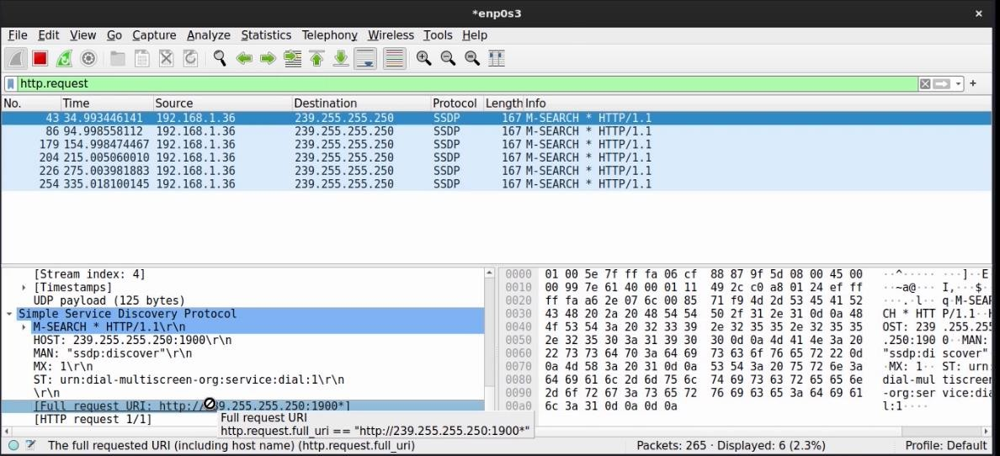 *enp0s3 ×
File Edit View Go Capture Analyze Statistics Telephony Wireless Tools Help
http.request
No. Time Source Destination Protocol Length Info
43 34.993446141 192.168.1.36 239.255.255.250 SSDP 167 M-SEARCH * HTTP/1.1
86 94.998558112 192.168.1.36 239.255.255.250 SSDP 167 M-SEARCH * HTTP/1.1
179 154.998474467 192.168.1.36 239.255.255.250 SSDP 167 M-SEARCH * HTTP/1.1
204 215.005060010 192.168.1.36 239.255.255.250 SSDP 167 M-SEARCH * HTTP/1.1
226 275.003981883 192.168.1.36 239.255.255.250 SSDP 167 M-SEARCH * HTTP/1.1
254 335.018100145 192.168.1.36 239.255.255.250 SSDP 167 M-SEARCH * HTTP/1.1
[Stream index: 4]
[Timestamps]
UDP payload (125 bytes)
Simple Service Discovery Protocol
M-SEARCH * HTTP/1.1\r\n
HOST: 239.255.255.250:1900\r\n
MAN: "ssdp:discover"\r\n
MX: 1\r\n
ST: urn:dial-multiscreen-org:service:dial:1\r\n
\r\n
[Full request URI: http://239.255.255.250:1900*]
[HTTP request 1/1]
Full request URI
http.request.full_uri == "http://239.255.255.250:1900*"
0000 01 00 5e 7f ff fa 06 cf 88 87 9f 5d 08 00 45 00 ··^····· ···]··E
0010 00 99 7e 61 40 00 01 11 49 2c c0 a8 01 24 ef ff ··~a@··· I,···$·
0020 ff fa a6 2e 07 6c 00 85 71 f9 4d 2d 53 45 41 52 ···.·l·· q·M-SEAR
0030 43 48 20 2a 20 48 54 54 50 2f 31 2e 31 0d 0a 48 CH * HTT P/1.1··H
0040 4f 53 54 3a 20 32 33 39 2e 32 35 35 2e 32 35 35 OST: 239 .255.255
0050 2e 32 35 30 3a 31 39 30 30 0d 0a 4d 41 4e 3a 20 .250:190 0··MAN:
0060 22 73 73 64 70 3a 64 69 73 63 6f 76 65 72 22 0d "ssdp:di scover"
0070 0a 4d 58 3a 20 31 0d 0a 53 54 3a 20 75 72 6e 3a ·MX: 1·· ST: urn:
0080 64 69 61 6c 2d 6d 75 6c 74 69 73 63 72 65 65 6e dial-mul tiscreen
0090 2d 6f 72 67 3a 73 65 72 76 69 63 65 3a 64 69 61 -org:ser vice:dia
00a0 6c 3a 31 0d 0a 0d 0a l:1····
The full requested URI (including host name) (http.request.full_uri) Packets: 265 · Displayed: 6 (2.3%) Profile: Default